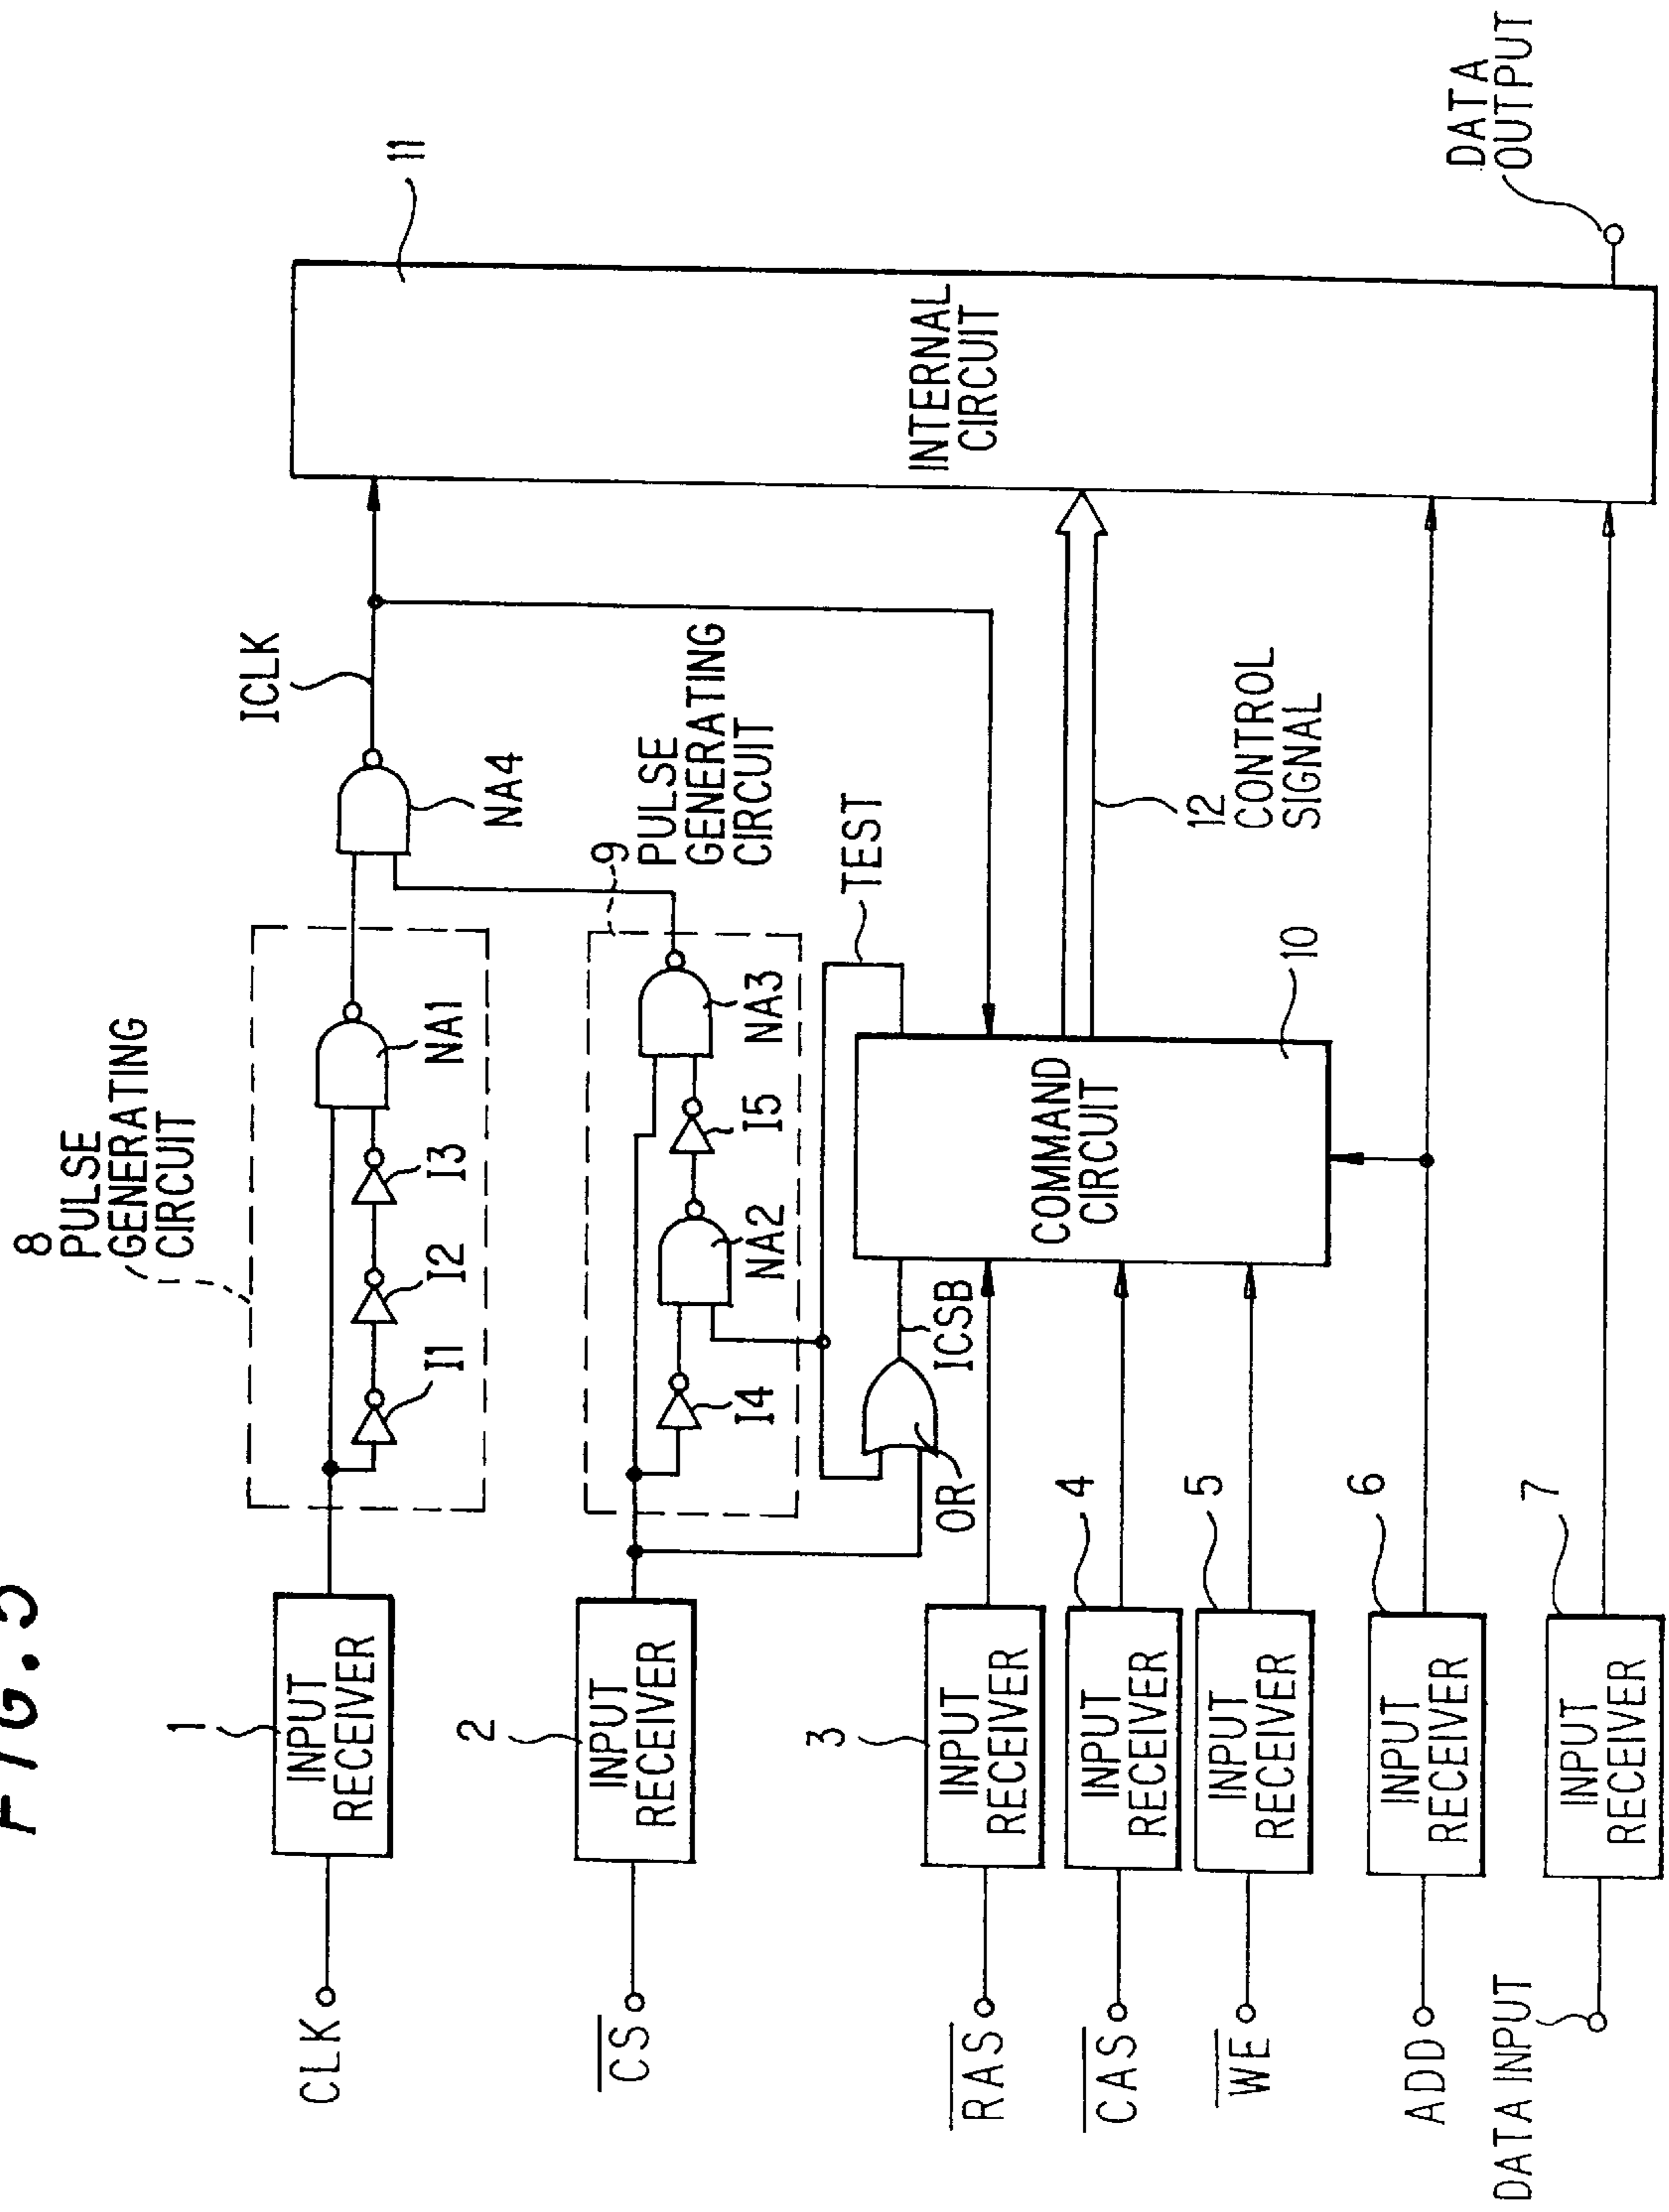 FIG.
8
PULSE
GENERATING
CIRCUIT
1
ICLK
CLK
INPUT
RECEIVER
I1
I2
I3
NA1
NA4
11
2
9
PULSE
GENERATING
CIRCUIT
CS
INPUT
RECEIVER
I4
NA2
I5
NA3
TEST
3
OR
ICSB
INTERNAL
CIRCUIT
RAS
INPUT
RECEIVER
COMMAND
CIRCUIT
4
CAS
INPUT
RECEIVER
5
12
CONTROL
SIGNAL
WE
INPUT
RECEIVER
10
6
ADD
INPUT
RECEIVER
DATA
OUTPUT
7
DATA INPUT
INPUT
RECEIVER